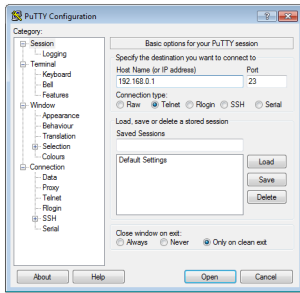 PuTTY Configuration
Category:
Session
Logging
Terminal
Keyboard
Bell
Features
Window
Appearance
Behaviour
Translation
Selection
Colours
Connection
Data
Proxy
Telnet
Rlogin
SSH
Serial
Basic options for your PuTTY session
Specify the destination you want to connect to
Host Name (or IP address) Port
192.168.0.1 23
Connection type:
Raw Telnet Rlogin SSH Serial
Load, save or delete a stored session
Saved Sessions
Default Settings
Load
Save
Delete
Close window on exit:
Always Never Only on clean exit
About Help Open Cancel